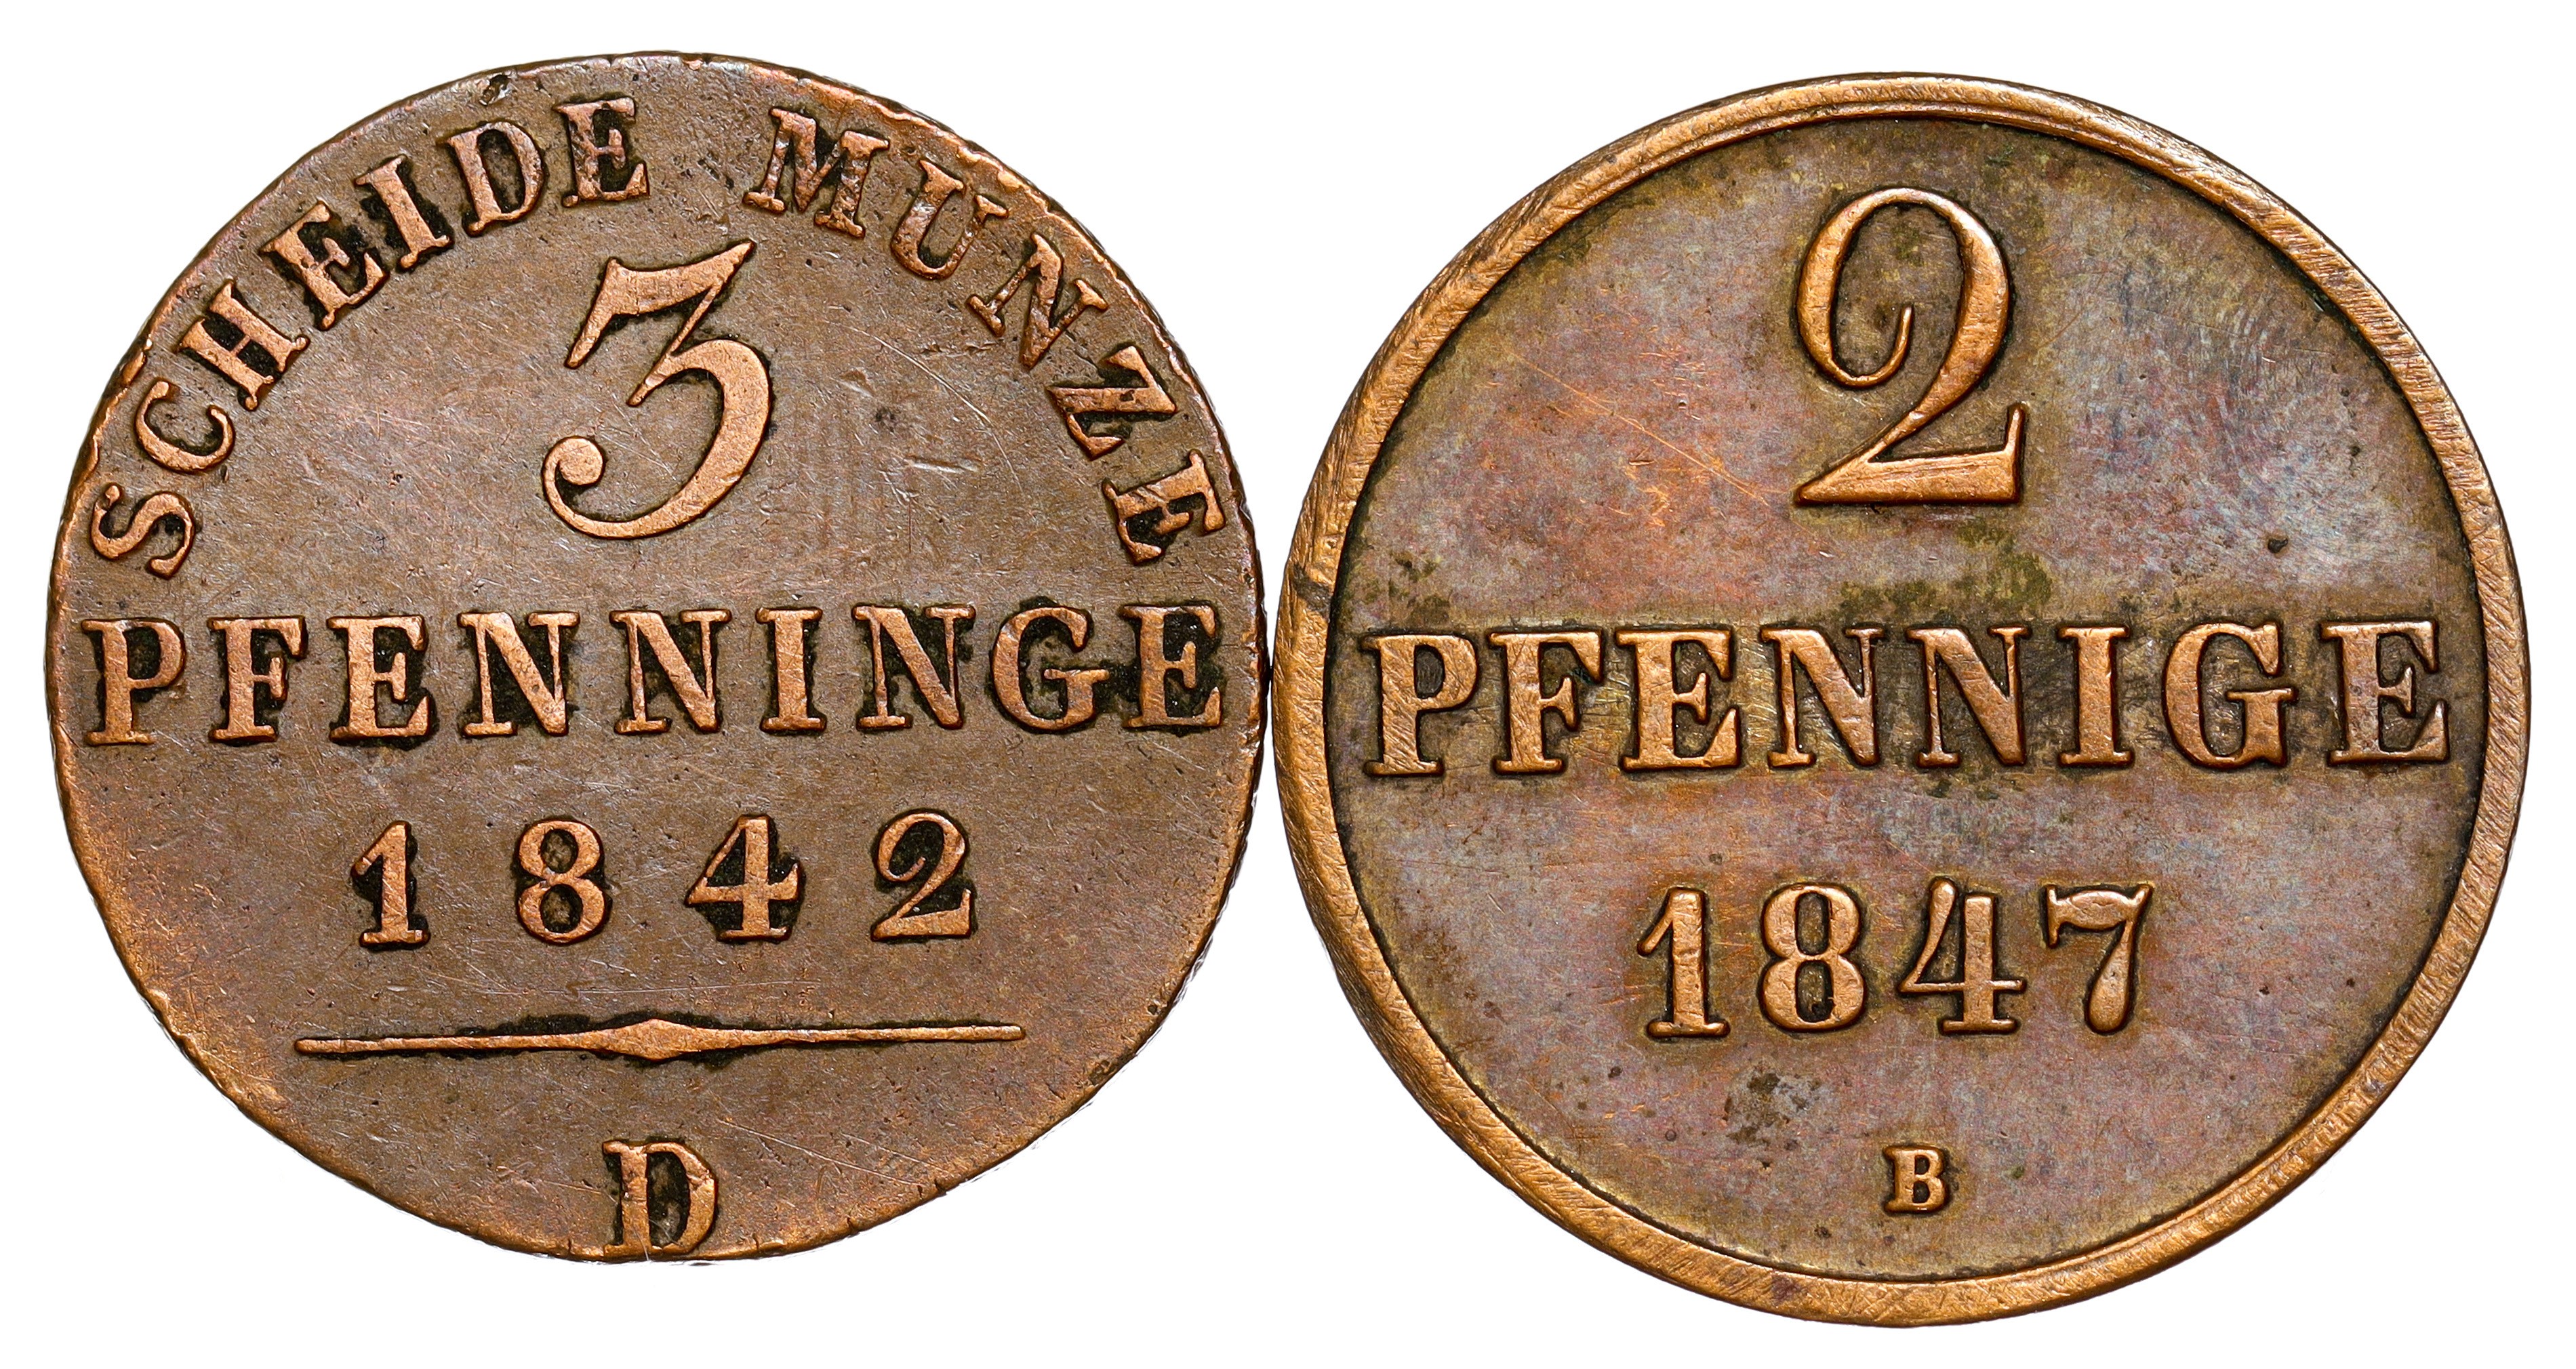 SCHEIDE MUNZE
3
PFENNINGE
1842
D
2
PFENNIGE
1847
B